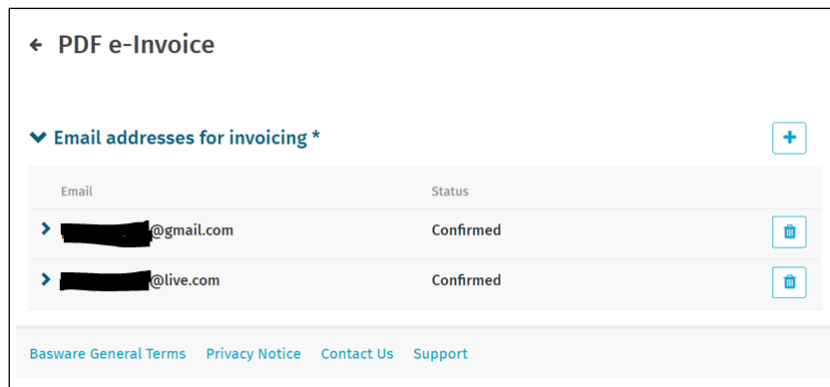 PDF e-Invoice
Email addresses for invoicing *
Email Status
@gmail.com Confirmed
@live.com Confirmed
Basware General Terms Privacy Notice Contact Us Support